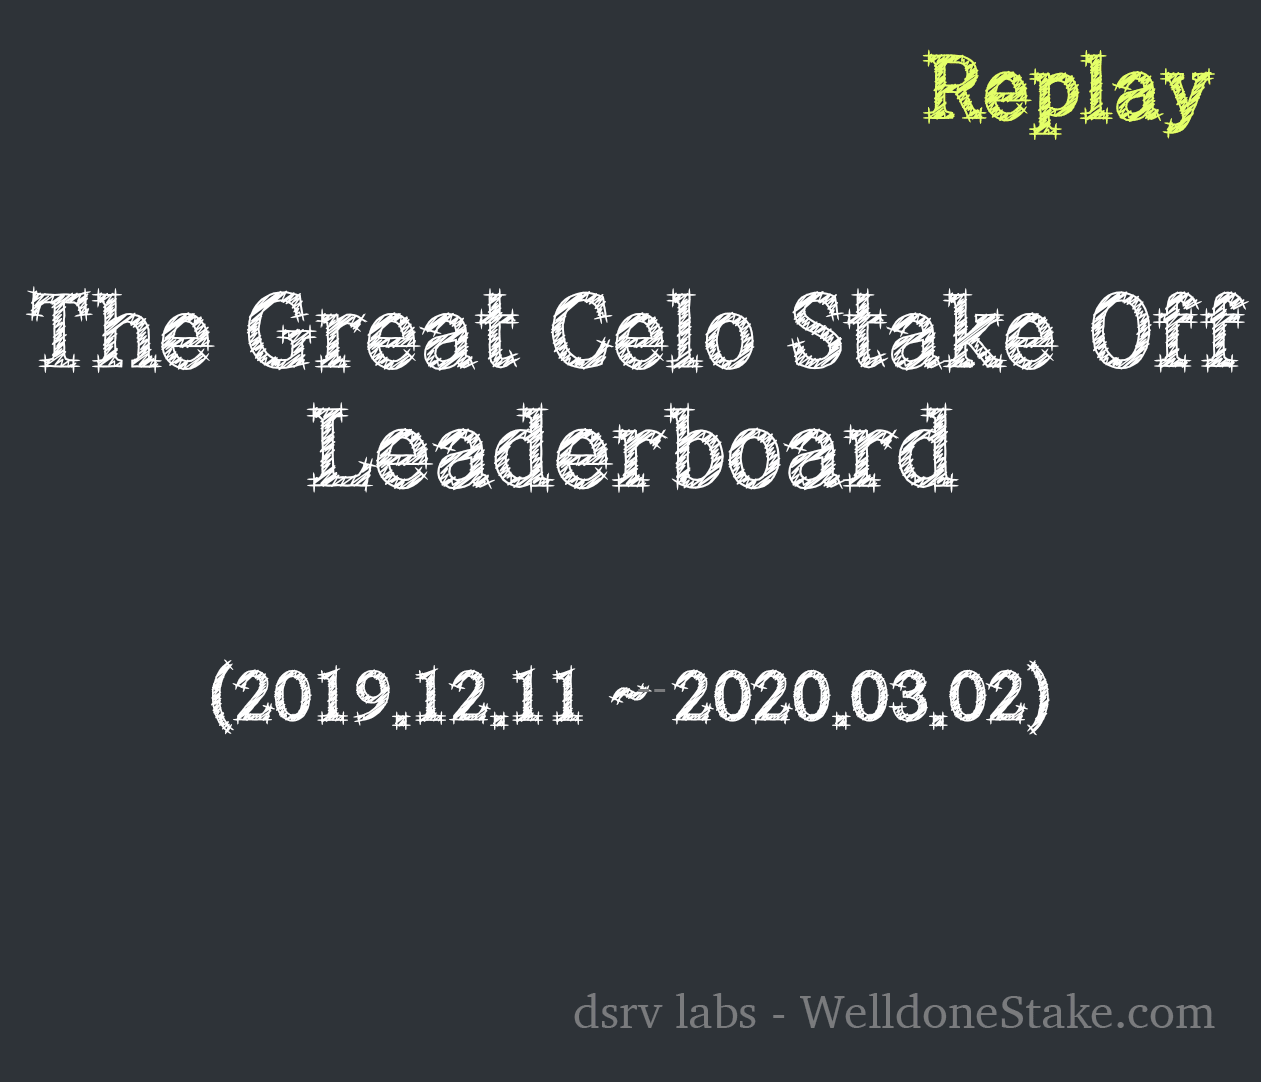 Replay
The Great Celo Stake Off
Leaderboard
(2019.12.11 ~ 2020.03.02)
dsrv labs - WelldoneStake.com